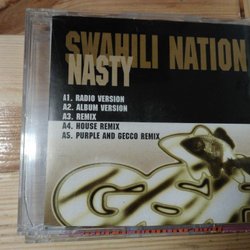 SWAHILI NATION
NASTY
A1. RADIO VERSION
A2. ALBUM VERSION
A3. REMIX
A4. HOUSE REMIX
A5. PURPLE AND GECCO REMIX